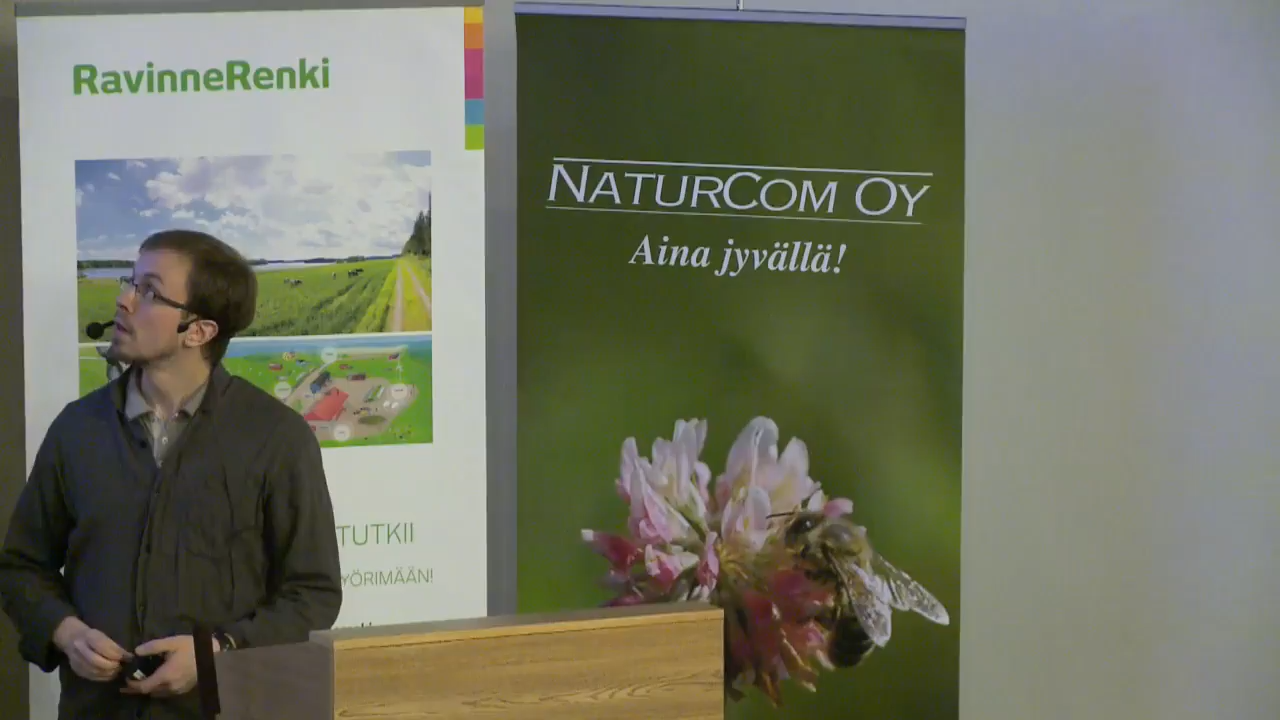 RavinneRenki
TUTKII
YÖRIMÄÄN!
NATURCOM OY
Aina jyvällä!